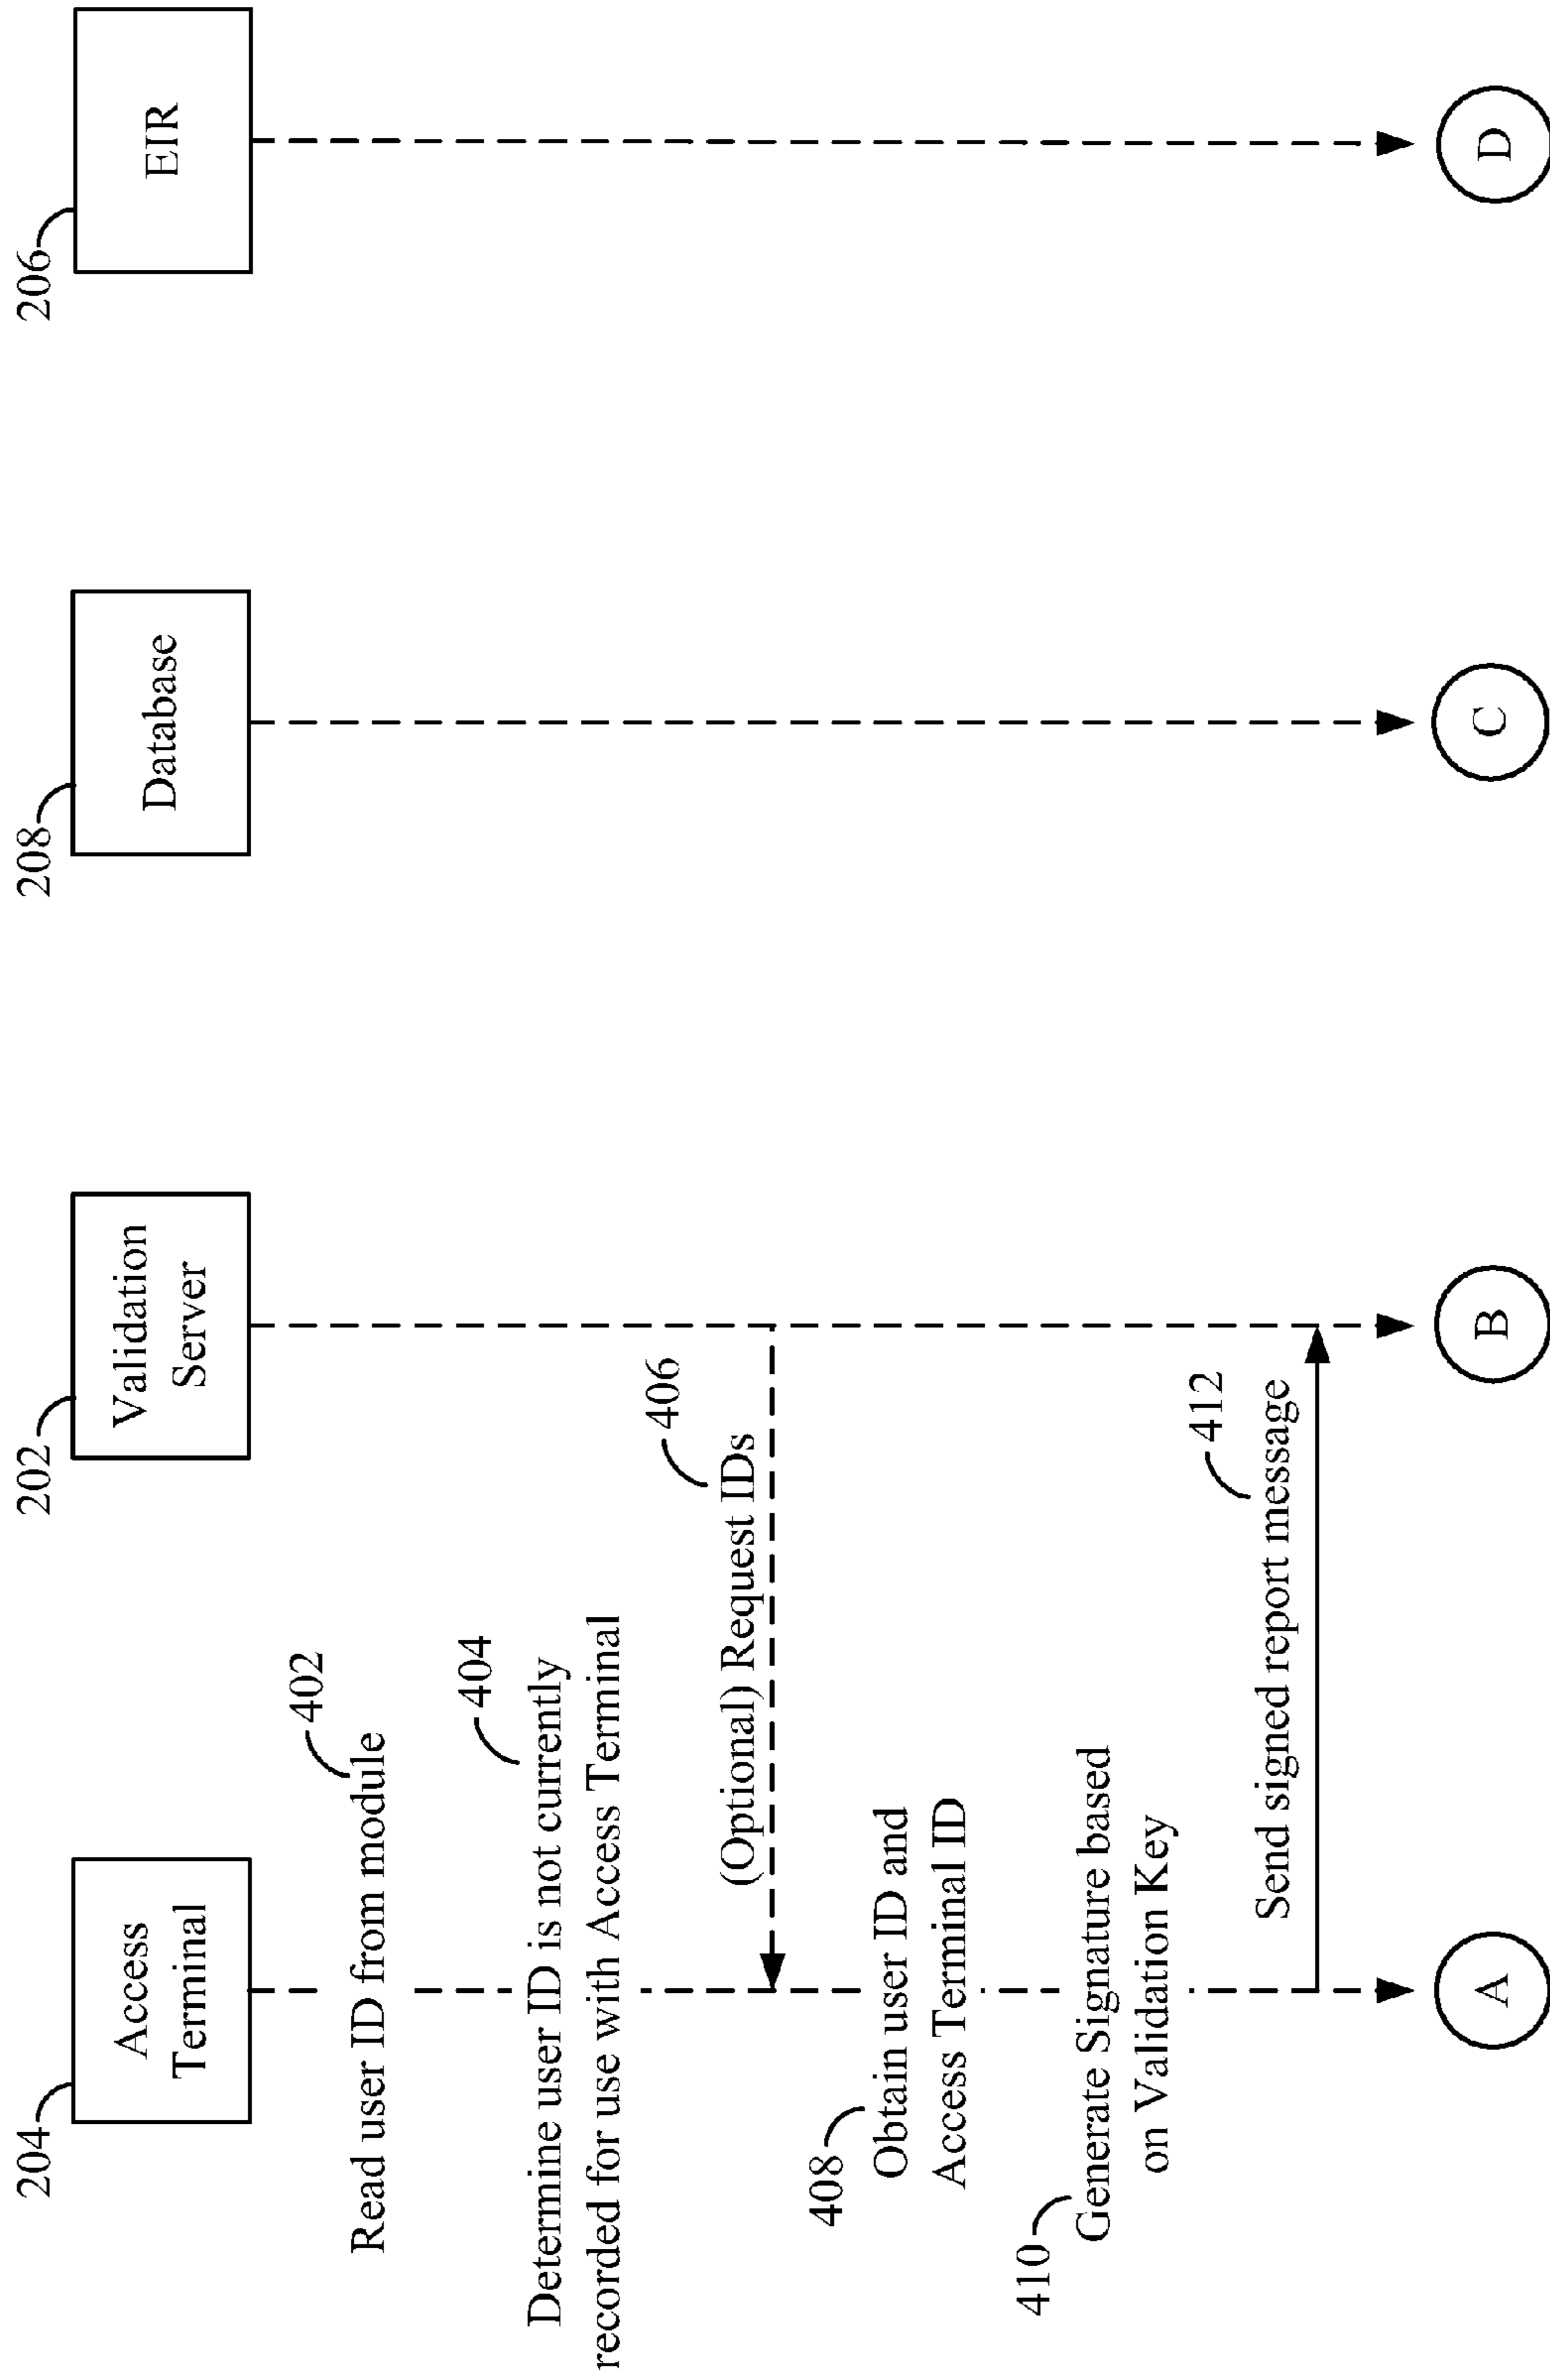 204
Access
Terminal
202
Validation
Server
208
Database
206
EIR
402
Read user ID from module
404
Determine user ID is not currently
recorded for use with Access Terminal
406
(Optional) Request IDs
408
Obtain user ID and
Access Terminal ID
410
Generate Signature based
on Validation Key
412
Send signed report message
A
B
C
D